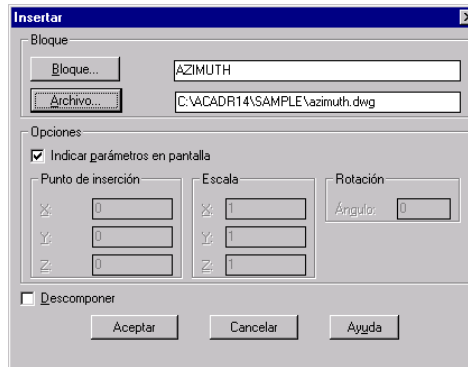 Insertar
Bloque
Bloque... AZIMUTH
Archivo... C:\ACADR14\SAMPLE\azimuth.dwg
Opciones
Indicar parámetros en pantalla
Punto de inserción Escala Rotación
X: 0 X: 1 Ángulo: 0
Y: 0 Y: 1
Z: 0 Z: 1
Descomponer
Aceptar Cancelar Ayuda